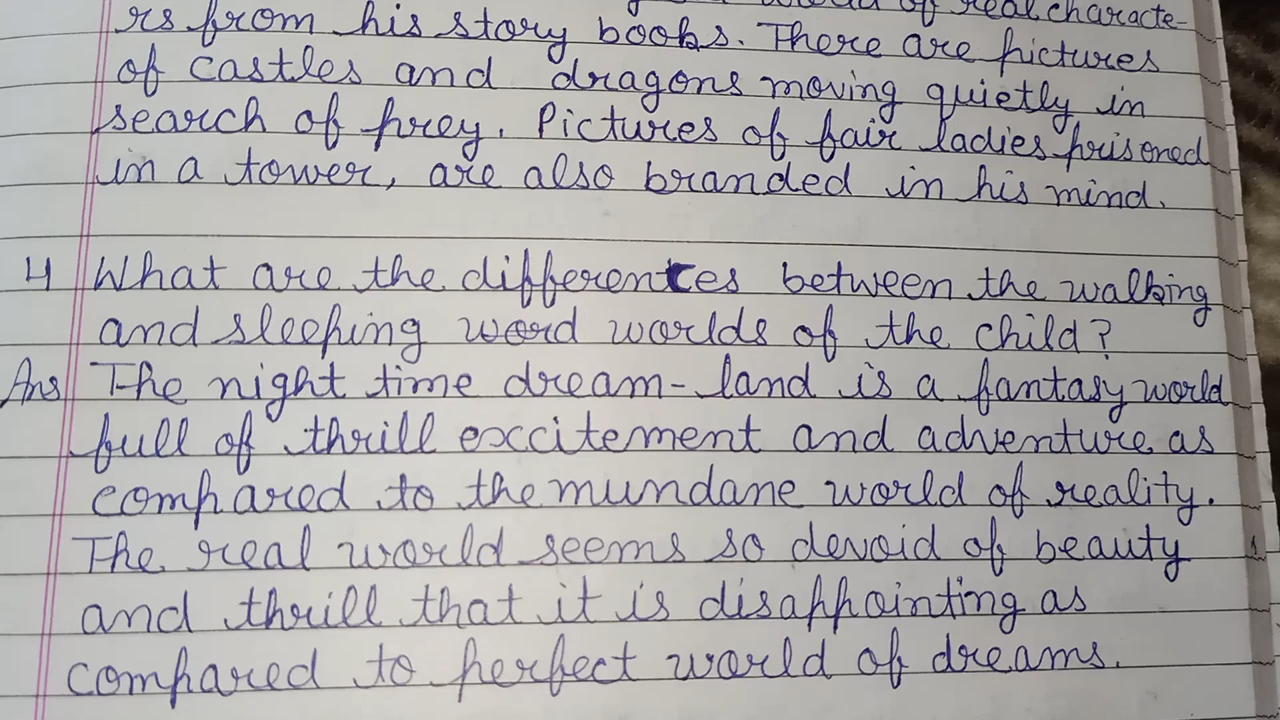 of real characte-
rs from his story books. There are pictures
of castles and dragons moving quietly in
search of prey. Pictures of fair ladies prisoned
in a tower, are also branded in his mind.
4 What are the differences between the walking
and sleeping word worlds of the child?
Ans The night time dream-land is a fantasy world
full of thrill excitement and adventure as
compared to the mundane world of reality.
The real world seems so devoid of beauty
and thrill that it is disappointing as
compared to perfect world of dreams.